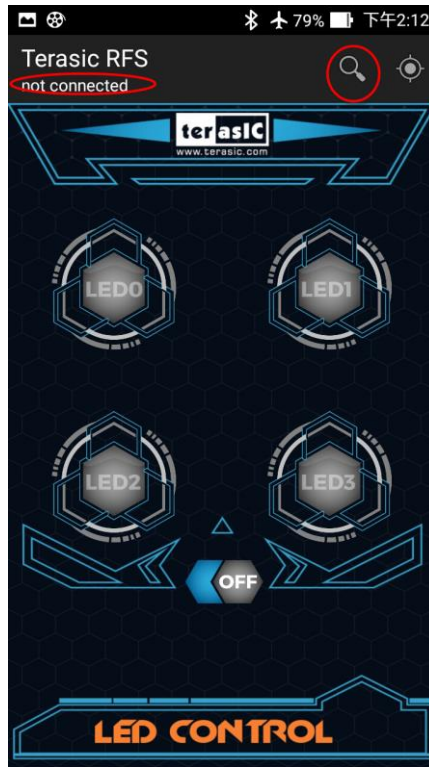 79% 下午2:12
Terasic RFS
not connected
terasIC
www.terasic.com
LED0 LED1
LED2 LED3
OFF
LED CONTROL